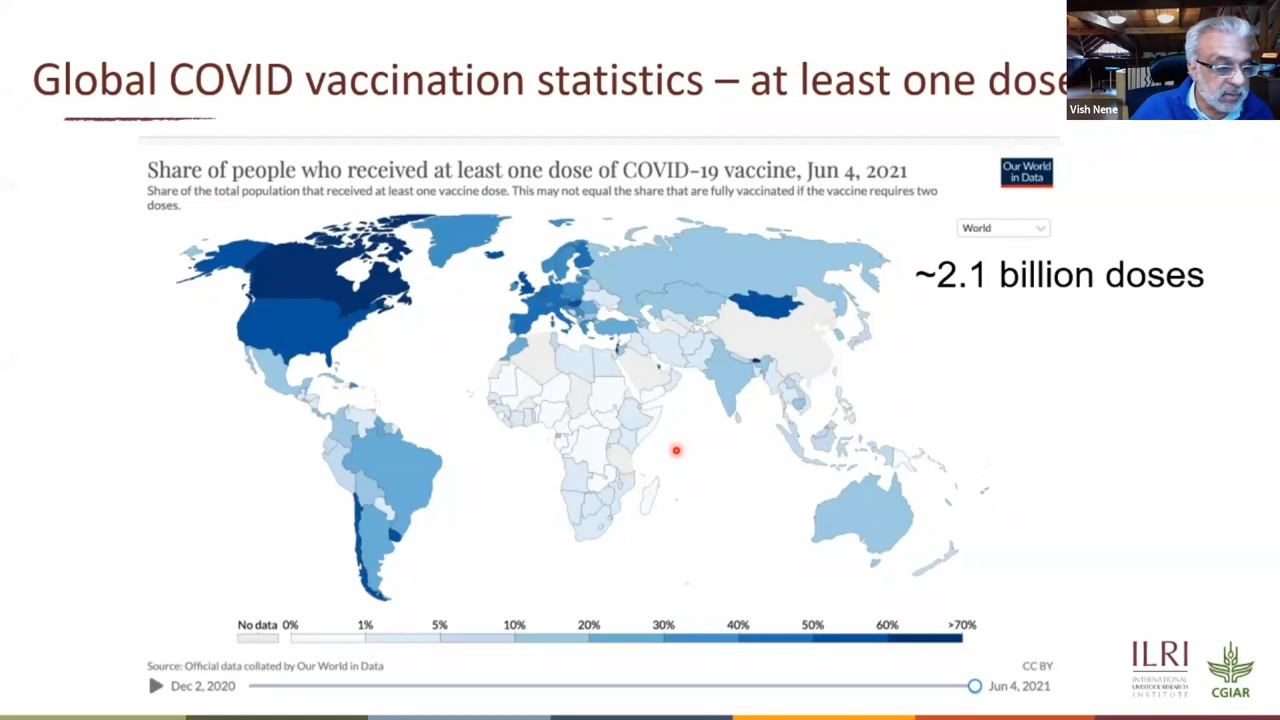 Global COVID vaccination statistics – at least one dose
Vish Nene
Share of people who received at least one dose of COVID-19 vaccine, Jun 4, 2021
Share of the total population that received at least one vaccine dose. This may not equal the share that are fully vaccinated if the vaccine requires two
doses.
Our World
in Data
World
~2.1 billion doses
No data 0% 1% 5% 10% 20% 30% 40% 50% 60% >70%
Source: Official data collated by Our World in Data
CC BY
Dec 2, 2020
Jun 4, 2021
ILRI
INTERNATIONAL
LIVESTOCK RESEARCH
INSTITUTE
CGIAR